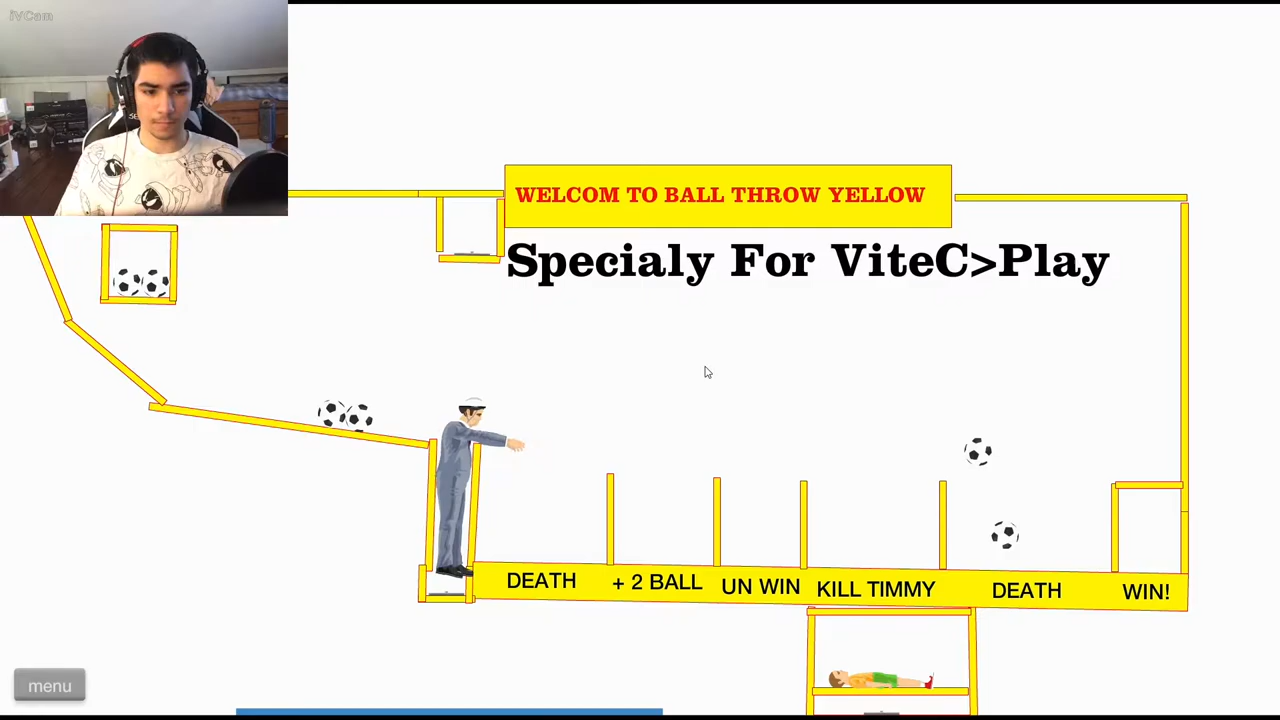 iVCam
WELCOM TO BALL THROW YELLOW
Specialy For ViteC>Play
DEATH
+ 2 BALL
UN WIN
KILL TIMMY
DEATH
WIN!
menu